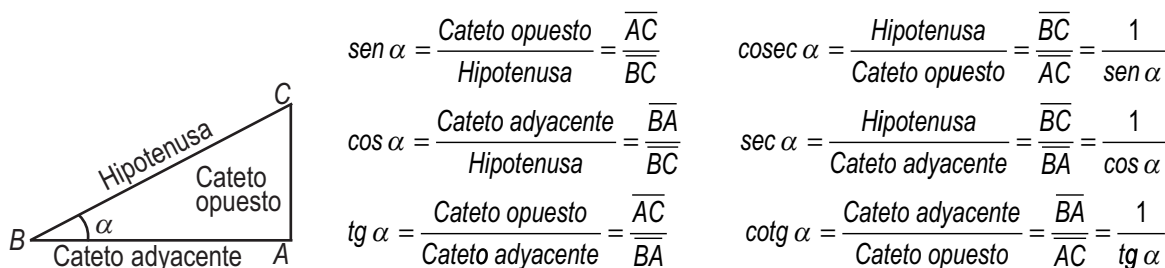 C
Hipotenusa
Cateto
opuesto
B
α
Cateto adyacente
A
sen α = Cateto opuesto / Hipotenusa = AC / BC
cosec α = Hipotenusa / Cateto opuesto = BC / AC = 1 / sen α
cos α = Cateto adyacente / Hipotenusa = BA / BC
sec α = Hipotenusa / Cateto adyacente = BC / BA = 1 / cos α
tg α = Cateto opuesto / Cateto adyacente = AC / BA
cotg α = Cateto adyacente / Cateto opuesto = BA / AC = 1 / tg α